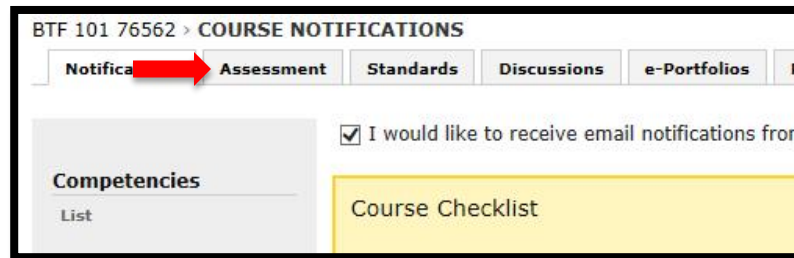 BTF 101 76562 > COURSE NOTIFICATIONS
Assessment Standards Discussions e-Portfolios
I would like to receive email notifications
Competencies
List
Course Checklist